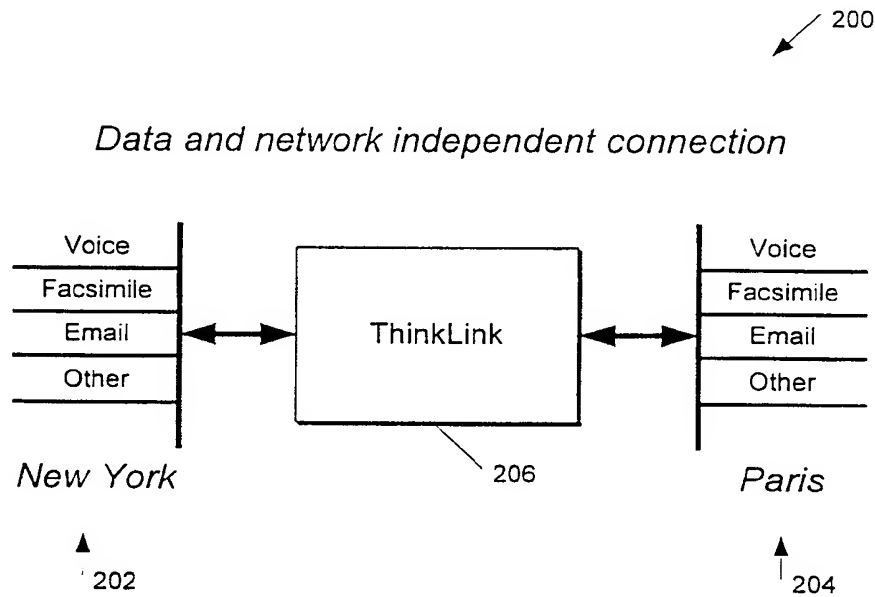 200
Data and network independent connection
Voice
Facsimile
Email
Other
New York
202
ThinkLink
206
Voice
Facsimile
Email
Other
Paris
204